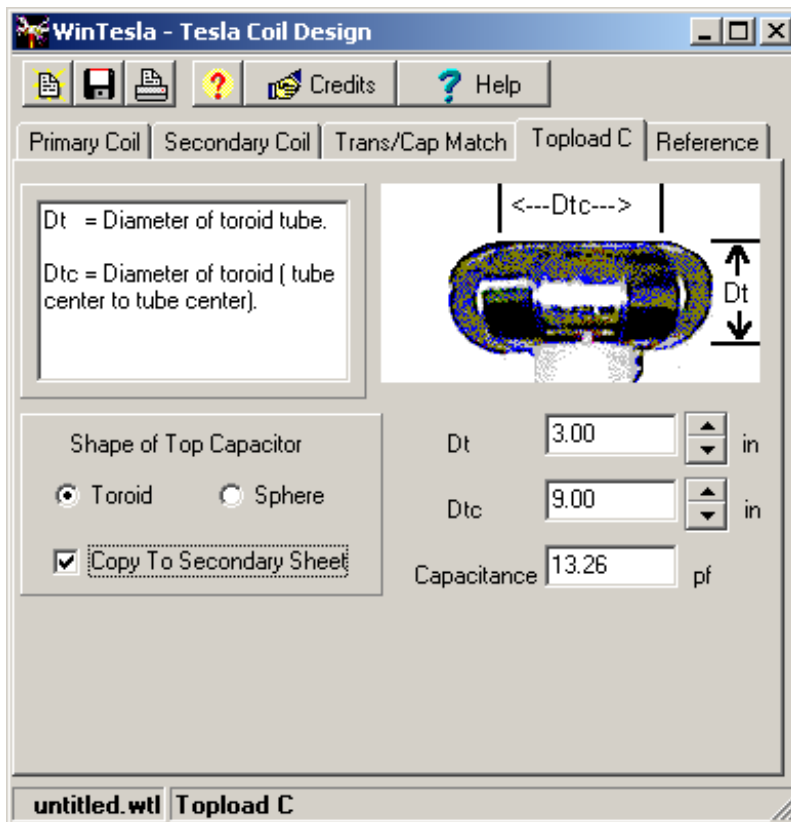 WinTesla - Tesla Coil Design
Credits
Help
Primary Coil
Secondary Coil
Trans/Cap Match
Topload C
Reference
Dt = Diameter of toroid tube.
Dtc = Diameter of toroid ( tube
center to tube center).
<---Dtc--->
Dt
Shape of Top Capacitor
Toroid
Sphere
Copy To Secondary Sheet
Dt 3.00 in
Dtc 9.00 in
Capacitance 13.26 pf
untitled.wtl
Topload C